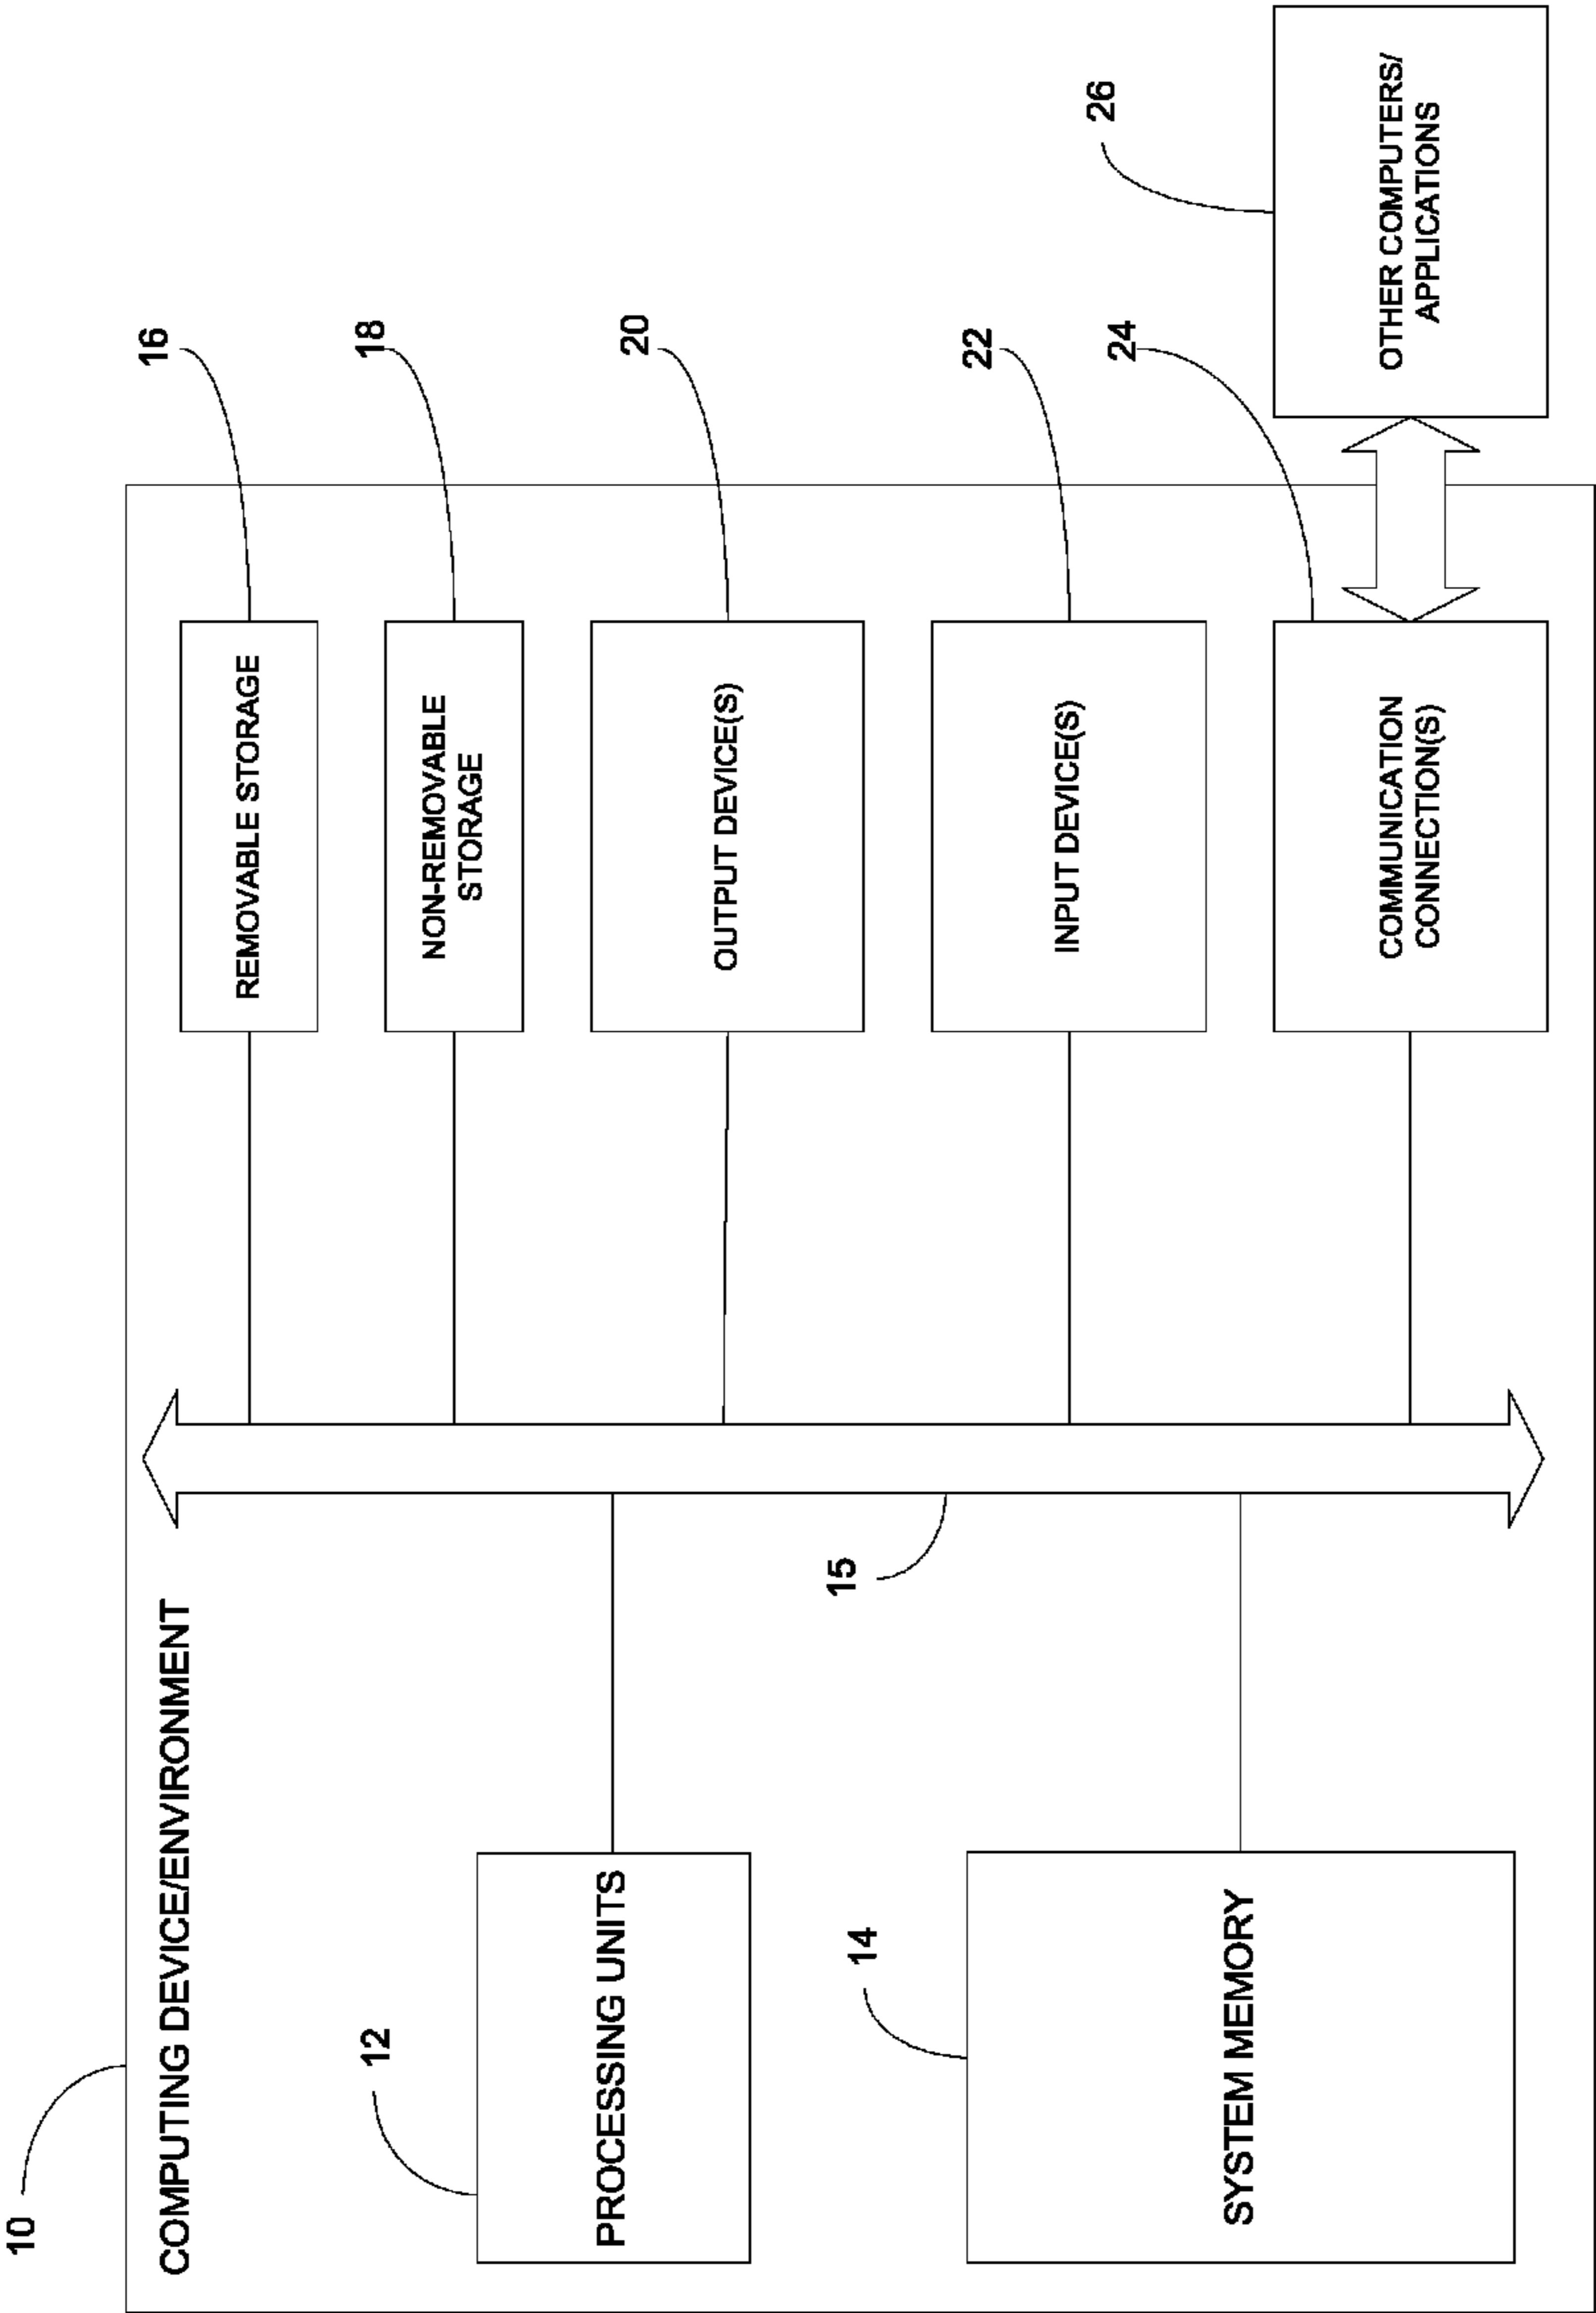 10
COMPUTING DEVICE/ENVIRONMENT
12
PROCESSING UNITS
14
SYSTEM MEMORY
15
REMOVABLE STORAGE
16
NON-REMOVABLE
STORAGE
18
OUTPUT DEVICE(S)
20
INPUT DEVICE(S)
22
COMMUNICATION
CONNECTION(S)
24
OTHER COMPUTERS/
APPLICATIONS
26